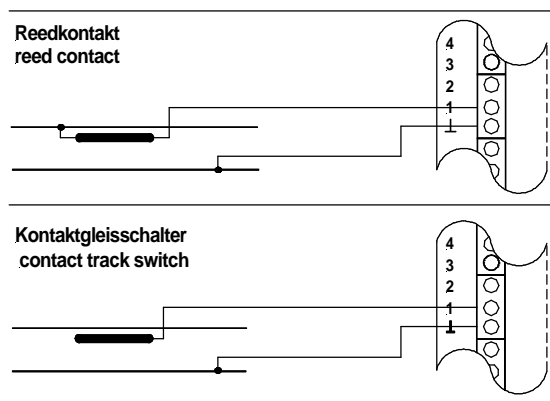 Reedkontakt
reed contact
4
3
2
1
⊥
Kontaktgleisschalter
contact track switch
4
3
2
1
⊥